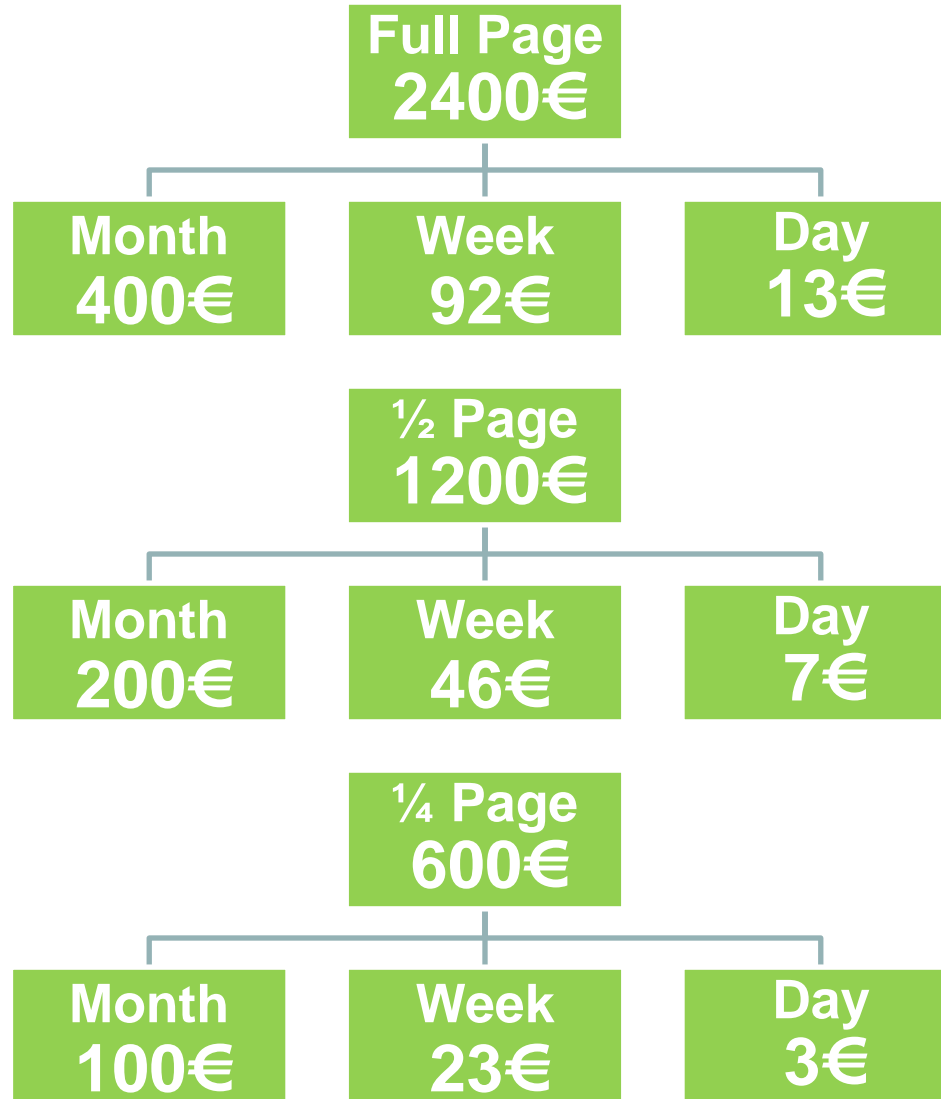 Full Page
2400€
Month
400€
Week
92€
Day
13€
½ Page
1200€
Month
200€
Week
46€
Day
7€
¼ Page
600€
Month
100€
Week
23€
Day
3€